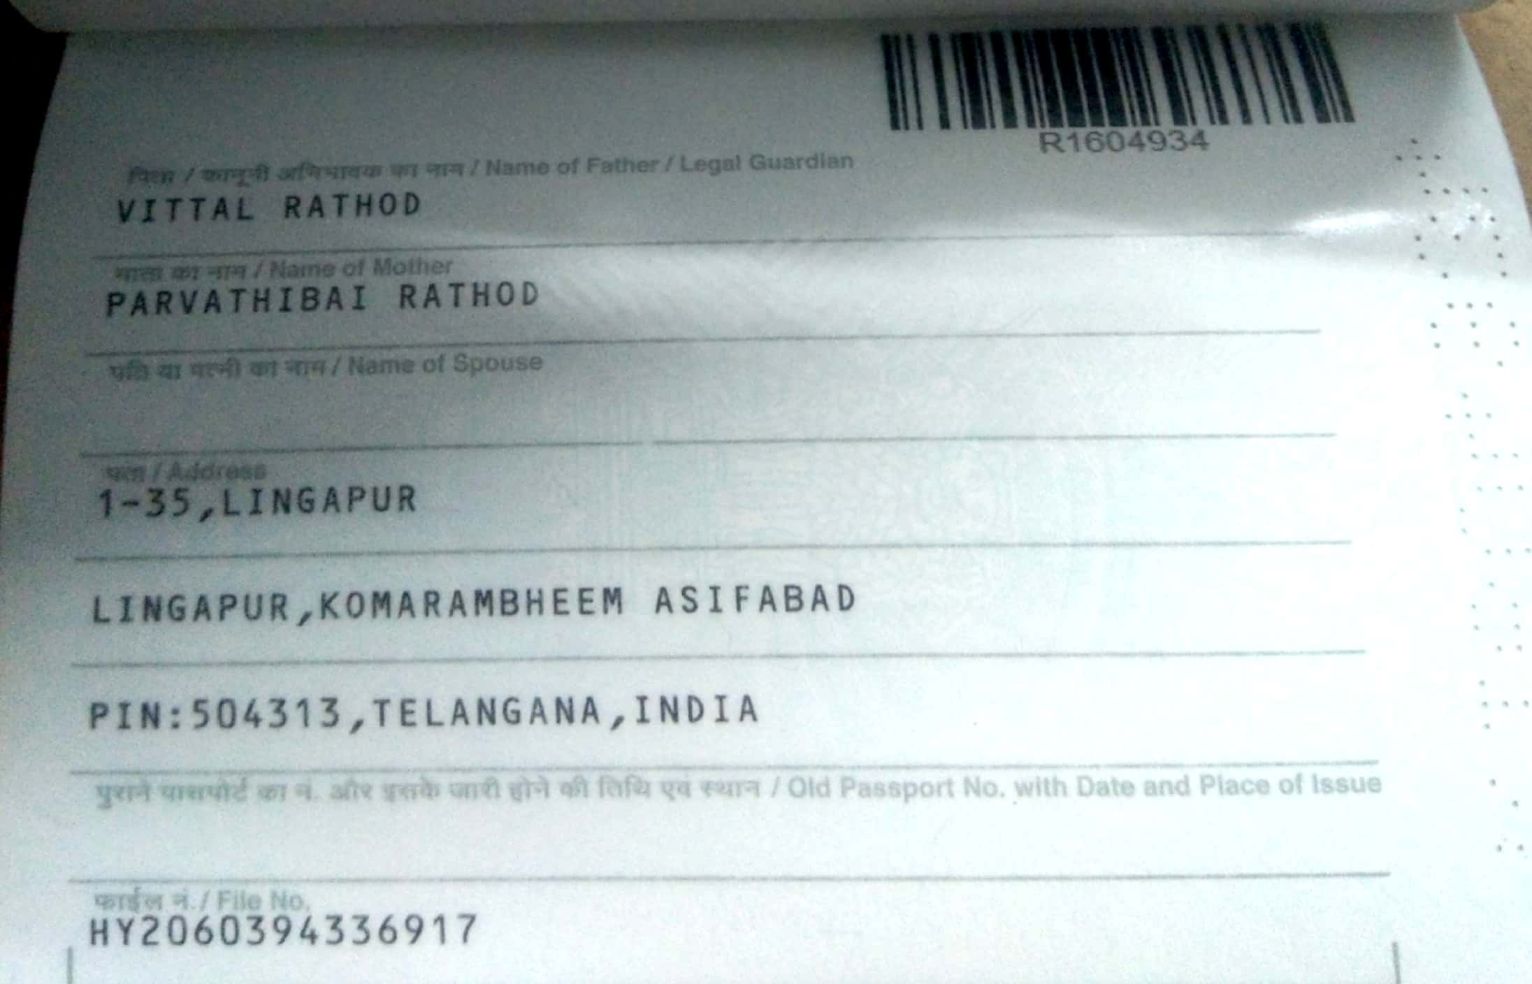 R1604934
पिता / कानूनी अभिभावक का नाम / Name of Father / Legal Guardian
VITTAL RATHOD
माता का नाम / Name of Mother
PARVATHIBAI RATHOD
पति या पत्नी का नाम / Name of Spouse
पता / Address
1-35,LINGAPUR
LINGAPUR,KOMARAMBHEEM ASIFABAD
PIN:504313,TELANGANA,INDIA
पुराने पासपोर्ट का नं. और इसके जारी होने की तिथि एवं स्थान / Old Passport No. with Date and Place of Issue
फाईल नं. / File No.
HY2060394336917